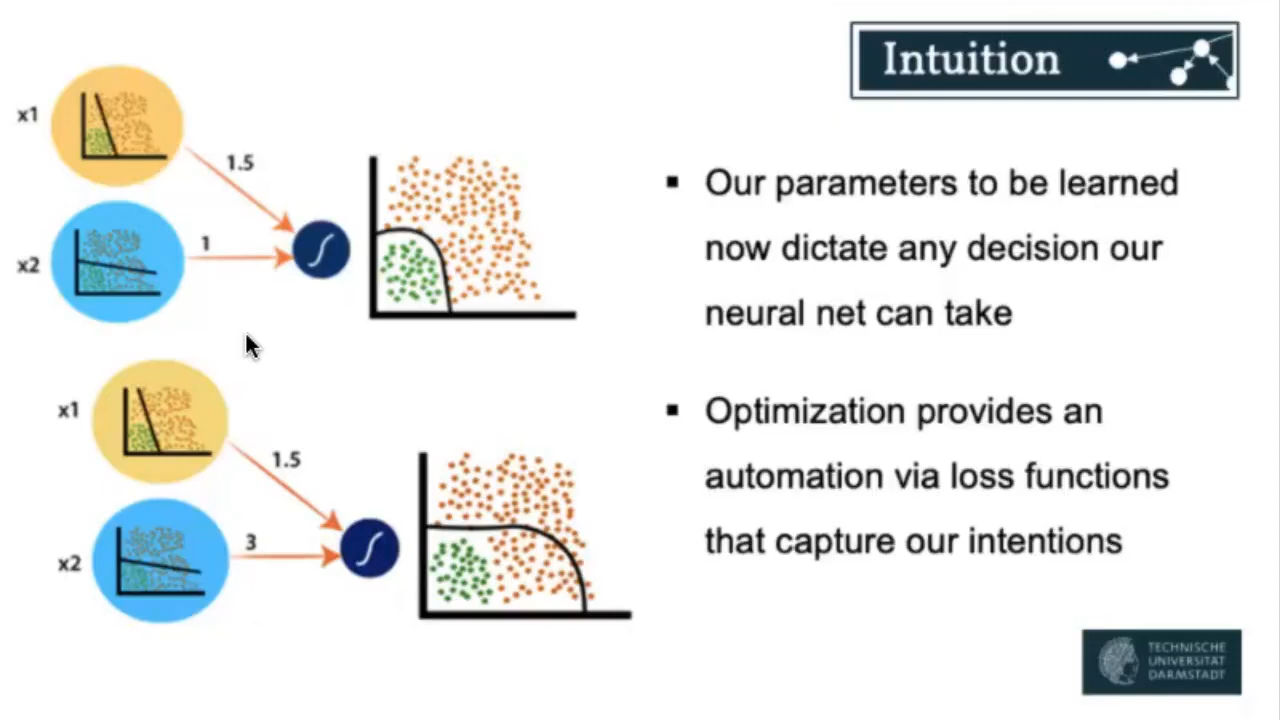 Intuition
x1
1.5
x2
1
x1
1.5
x2
3
▪ Our parameters to be learned
now dictate any decision our
neural net can take
▪ Optimization provides an
automation via loss functions
that capture our intentions
TECHNISCHE
UNIVERSITÄT
DARMSTADT